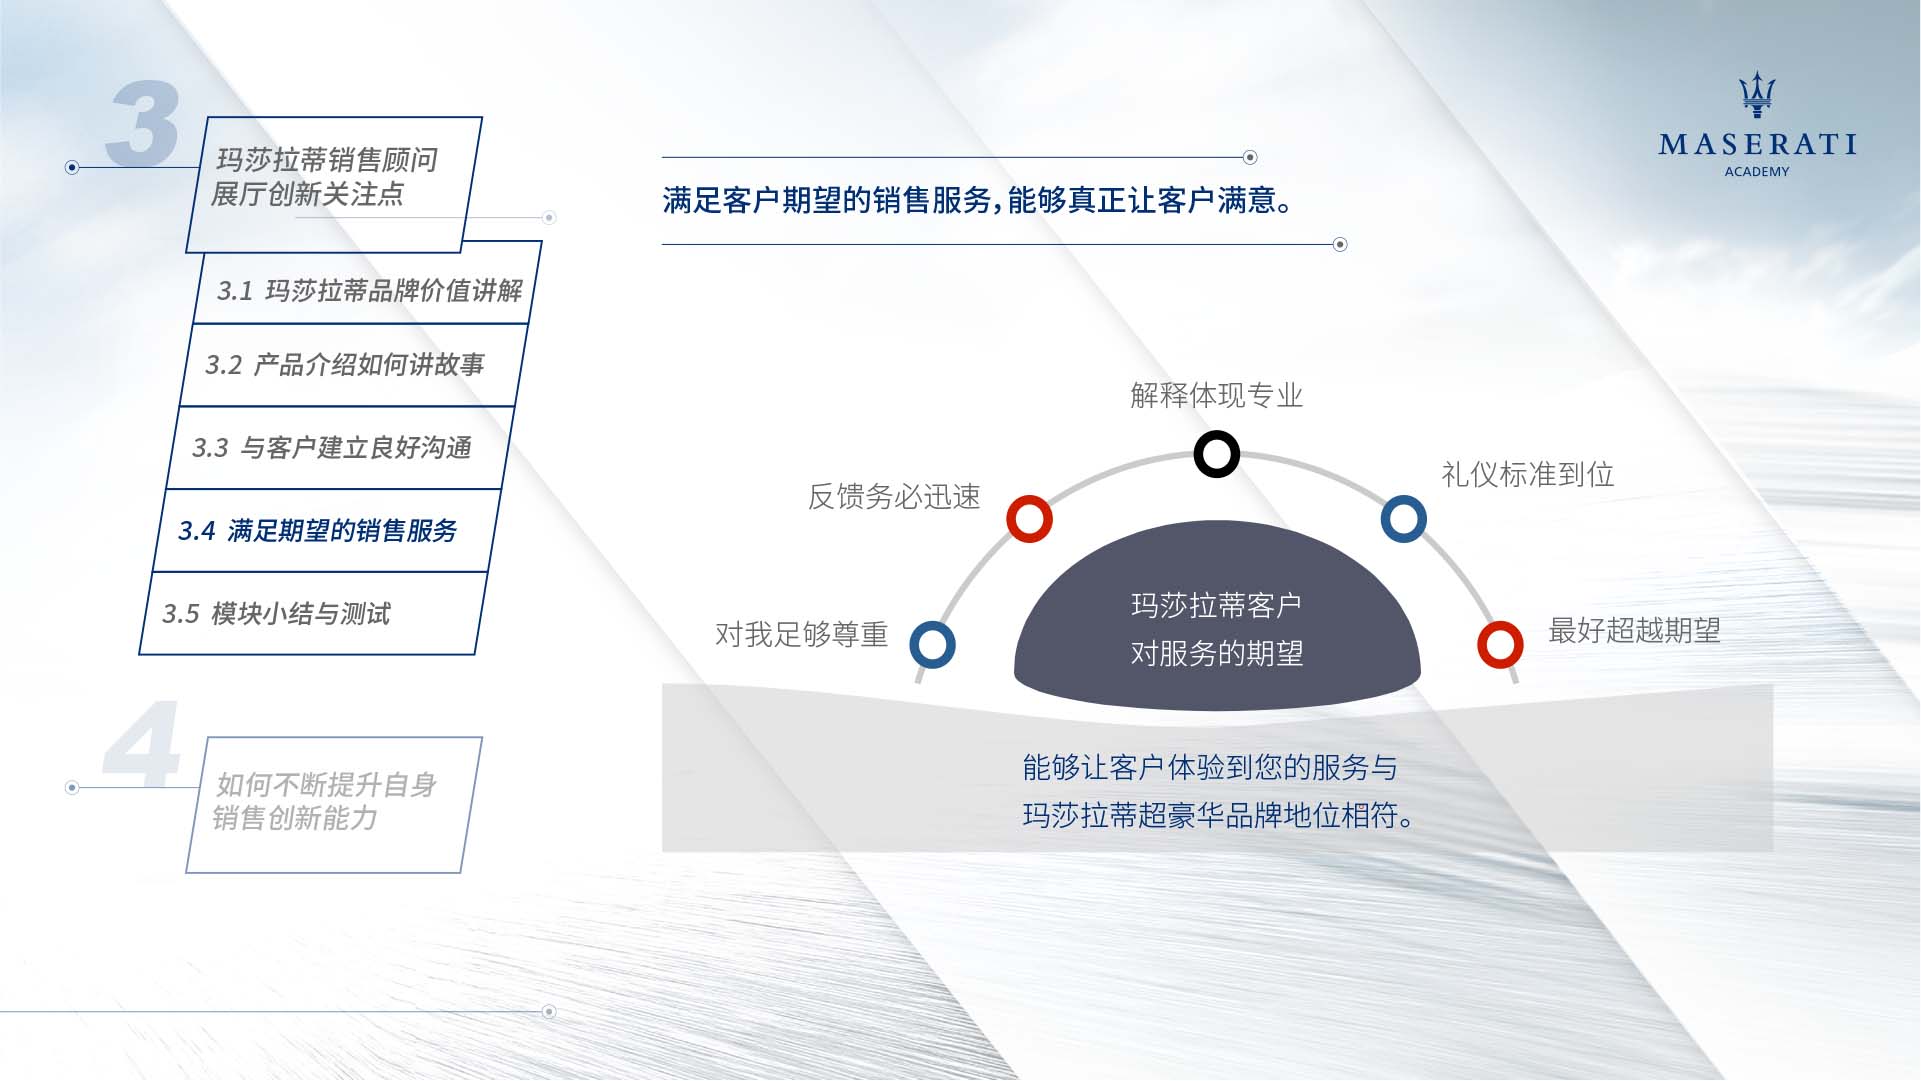 3
玛莎拉蒂销售顾问
展厅创新关注点
3.1 玛莎拉蒂品牌价值讲解
3.2 产品介绍如何讲故事
3.3 与客户建立良好沟通
3.4 满足期望的销售服务
3.5 模块小结与测试
4
如何不断提升自身
销售创新能力
MASERATI
ACADEMY
满足客户期望的销售服务，能够真正让客户满意。
解释体现专业
反馈务必迅速
礼仪标准到位
对我足够尊重
最好超越期望
玛莎拉蒂客户
对服务的期望
能够让客户体验到您的服务与
玛莎拉蒂超豪华品牌地位相符。